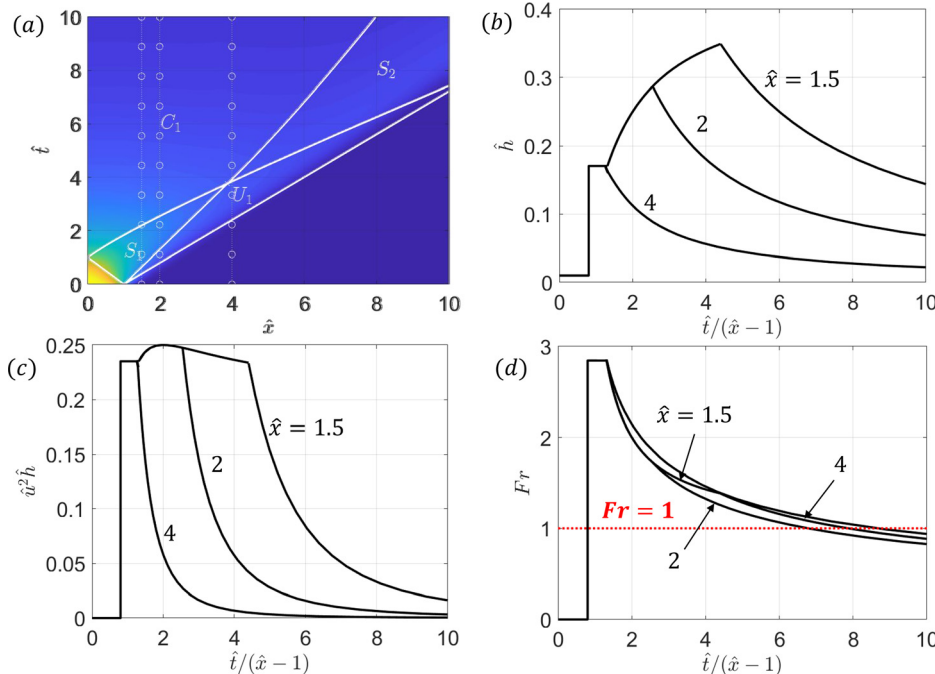 (a)
10
8
6
4
2
0
t̂
S₁
C₁
U₁
S₂
0
2
4
6
8
10
x̂
(b)
0.4
0.3
0.2
0.1
0
ĥ
x̂ = 1.5
2
4
0
2
4
6
8
10
t̂/(x̂ − 1)
(c)
0.25
0.2
0.15
0.1
0.05
0
û²ĥ
x̂ = 1.5
2
4
0
2
4
6
8
10
t̂/(x̂ − 1)
(d)
3
2
1
0
Fr
x̂ = 1.5
4
Fr = 1
2
0
2
4
6
8
10
t̂/(x̂ − 1)